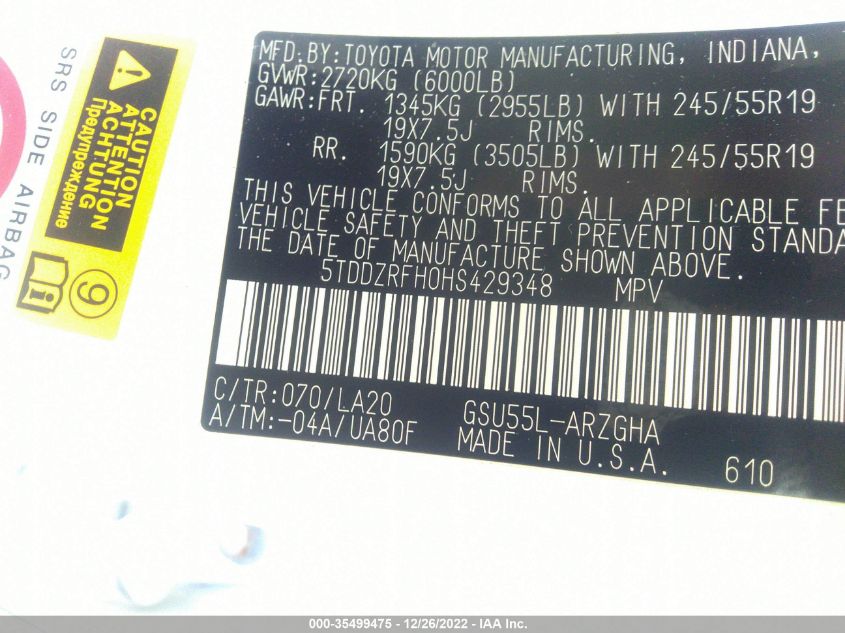 MFD. BY: TOYOTA MOTOR MANUFACTURING, INDIANA,
GVWR: 2720KG (6000LB)
GAWR: FRT. 1345KG (2955LB) WITH 245/55R19
19X7.5J RIMS.
RR. 1590KG (3505LB) WITH 245/55R19
19X7.5J RIMS.
THIS VEHICLE CONFORMS TO ALL APPLICABLE FE
VEHICLE SAFETY AND THEFT PREVENTION STANDA
THE DATE OF MANUFACTURE SHOWN ABOVE.
5TDDZRFH0HS429348 MPV
C/TR: 070/LA20 GSU55L-ARZGHA
A/TM: -04A/UA80F MADE IN U.S.A. 610
SRS SIDE AIRBAG
CAUTION
ATTENTION
ACHTUNG
Предупреждение
9
i
000-35499475 - 12/26/2022 - IAA Inc.